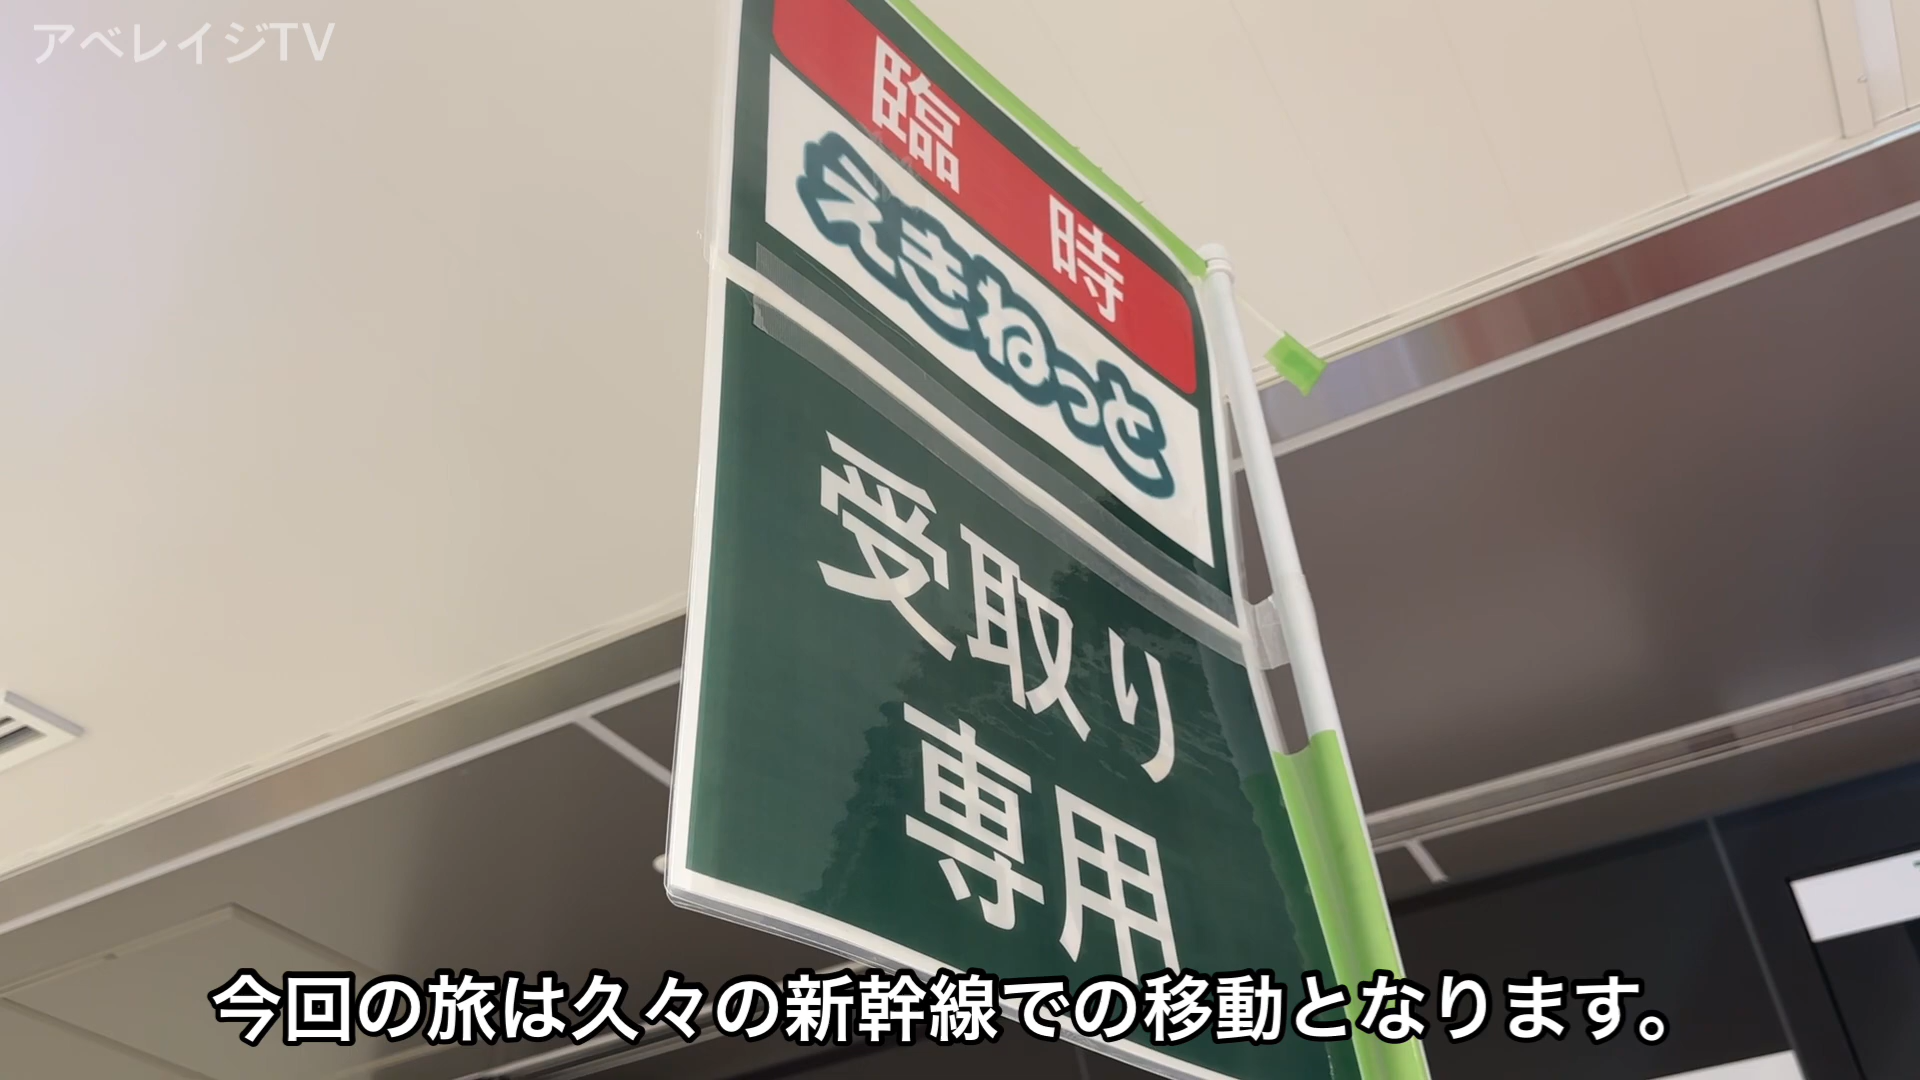 アベレイジTV
臨時
えきねっと
受取り
専用
今回の旅は久々の新幹線での移動となります。